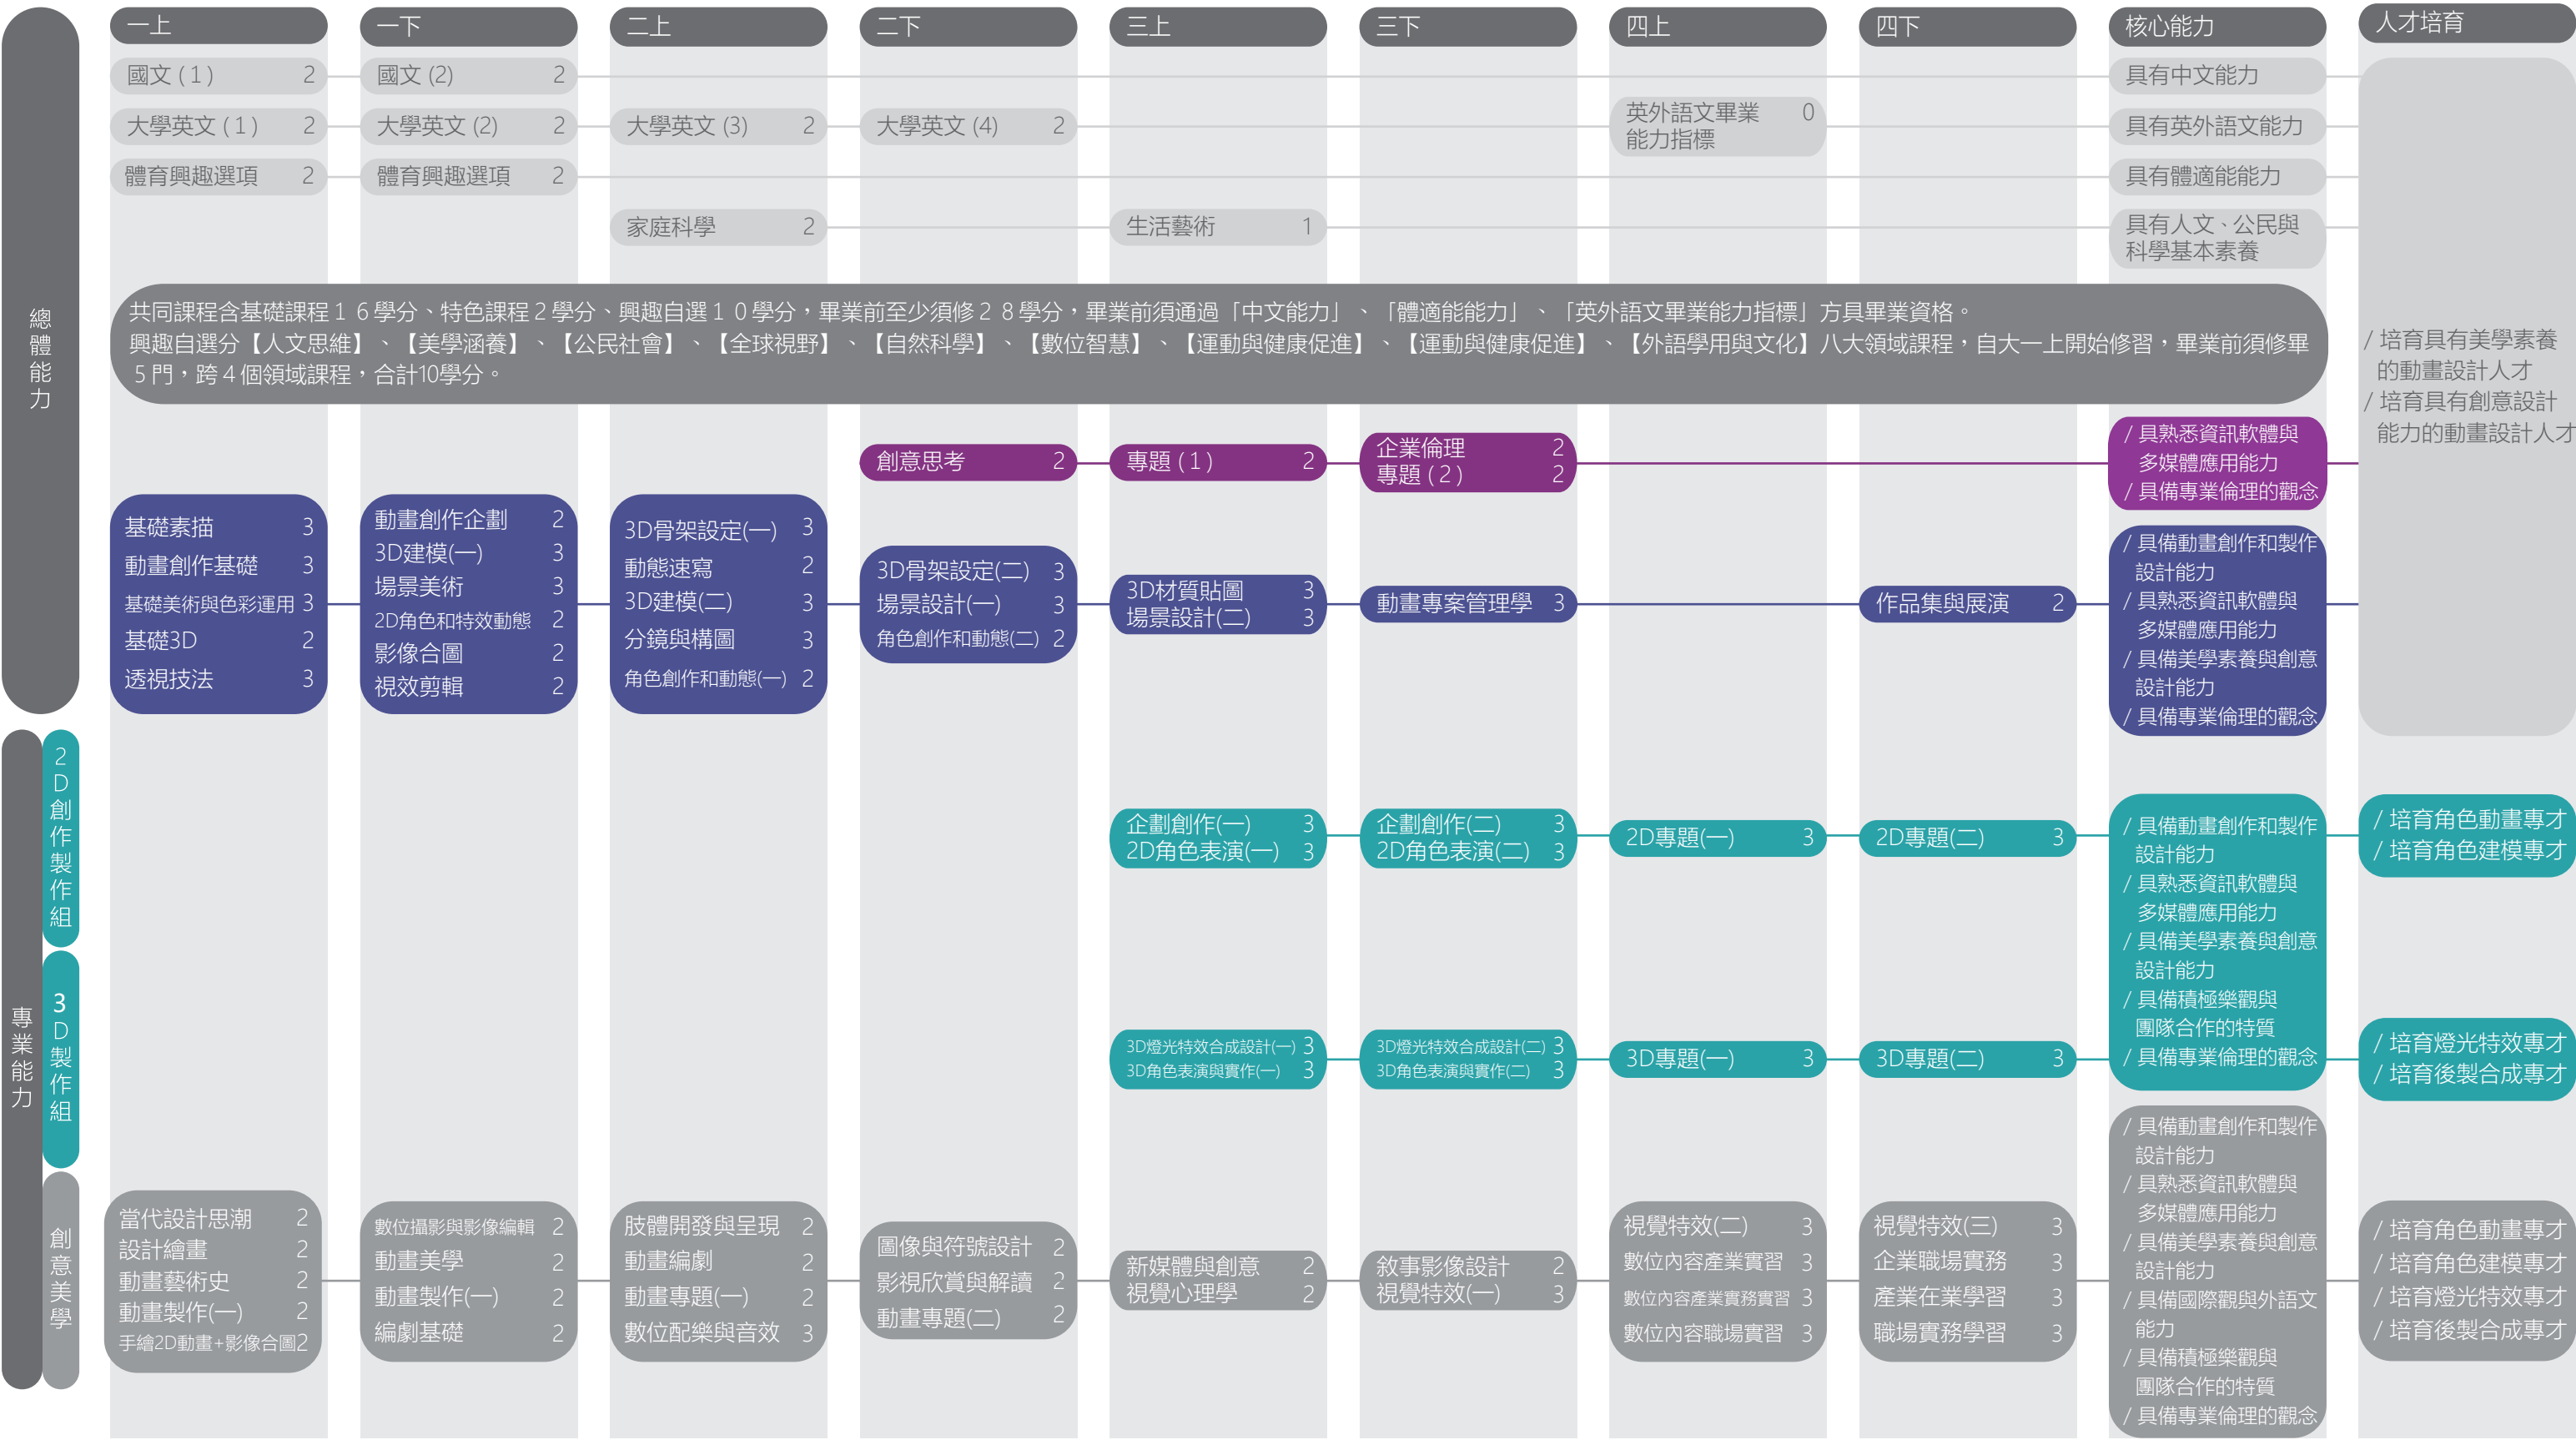 一上
一下
二上
二下
三上
三下
四上
四下
核心能力
人才培育
總體能力
國文 ( 1 ) 2
國文 (2) 2
具有中文能力
大學英文 ( 1 ) 2
大學英文 (2) 2
大學英文 (3) 2
大學英文 (4) 2
英外語文畢業 0
能力指標
具有英外語文能力
體育興趣選項 2
體育興趣選項 2
具有體適能能力
家庭科學 2
生活藝術 1
具有人文、公民與
科學基本素養
共同課程含基礎課程 1 6 學分、特色課程 2 學分、興趣自選 1 0 學分，畢業前至少須修 2 8 學分，畢業前須通過「中文能力」、「體適能能力」、「英外語文畢業能力指標」方具畢業資格。
興趣自選分【人文思維】、【美學涵養】、【公民社會】、【全球視野】、【自然科學】、【數位智慧】、【運動與健康促進】、【運動與健康促進】、【外語學用與文化】八大領域課程，自大一上開始修習，畢業前須修畢
5 門，跨 4 個領域課程，合計10學分。
/ 培育具有美學素養
的動畫設計人才
/ 培育具有創意設計
能力的動畫設計人才
創意思考 2
專題 ( 1 ) 2
企業倫理 2
專題 ( 2 ) 2
/ 具熟悉資訊軟體與
多媒體應用能力
/ 具備專業倫理的觀念
基礎素描 3
動畫創作基礎 3
基礎美術與色彩運用 3
基礎3D 2
透視技法 3
動畫創作企劃 2
3D建模(一) 3
場景美術 3
2D角色和特效動態 2
影像合圖 2
視效剪輯 2
3D骨架設定(一) 3
動態速寫 2
3D建模(二) 3
分鏡與構圖 3
角色創作和動態(一) 2
3D骨架設定(二) 3
場景設計(一) 3
角色創作和動態(二) 2
3D材質貼圖 3
場景設計(二) 3
動畫專案管理學 3
作品集與展演 2
/ 具備動畫創作和製作
設計能力
/ 具熟悉資訊軟體與
多媒體應用能力
/ 具備美學素養與創意
設計能力
/ 具備專業倫理的觀念
專業能力
2D創作製作組
企劃創作(一) 3
2D角色表演(一) 3
企劃創作(二) 3
2D角色表演(二) 3
2D專題(一) 3
2D專題(二) 3
/ 具備動畫創作和製作
設計能力
/ 具熟悉資訊軟體與
多媒體應用能力
/ 具備美學素養與創意
設計能力
/ 具備積極樂觀與
團隊合作的特質
/ 具備專業倫理的觀念
/ 培育角色動畫專才
/ 培育角色建模專才
3D製作組
3D燈光特效合成設計(一) 3
3D角色表演與實作(一) 3
3D燈光特效合成設計(二) 3
3D角色表演與實作(二) 3
3D專題(一) 3
3D專題(二) 3
/ 培育燈光特效專才
/ 培育後製合成專才
創意美學
當代設計思潮 2
設計繪畫 2
動畫藝術史 2
動畫製作(一) 2
手繪2D動畫+影像合圖2
數位攝影與影像編輯 2
動畫美學 2
動畫製作(一) 2
編劇基礎 2
肢體開發與呈現 2
動畫編劇 2
動畫專題(一) 2
數位配樂與音效 3
圖像與符號設計 2
影視欣賞與解讀 2
動畫專題(二) 2
新媒體與創意 2
視覺心理學 2
敘事影像設計 2
視覺特效(一) 3
視覺特效(二) 3
數位內容產業實習 3
數位內容產業實務實習 3
數位內容職場實習 3
視覺特效(三) 3
企業職場實務 3
產業在業學習 3
職場實務學習 3
/ 具備動畫創作和製作
設計能力
/ 具熟悉資訊軟體與
多媒體應用能力
/ 具備美學素養與創意
設計能力
/ 具備國際觀與外語文
能力
/ 具備積極樂觀與
團隊合作的特質
/ 具備專業倫理的觀念
/ 培育角色動畫專才
/ 培育角色建模專才
/ 培育燈光特效專才
/ 培育後製合成專才